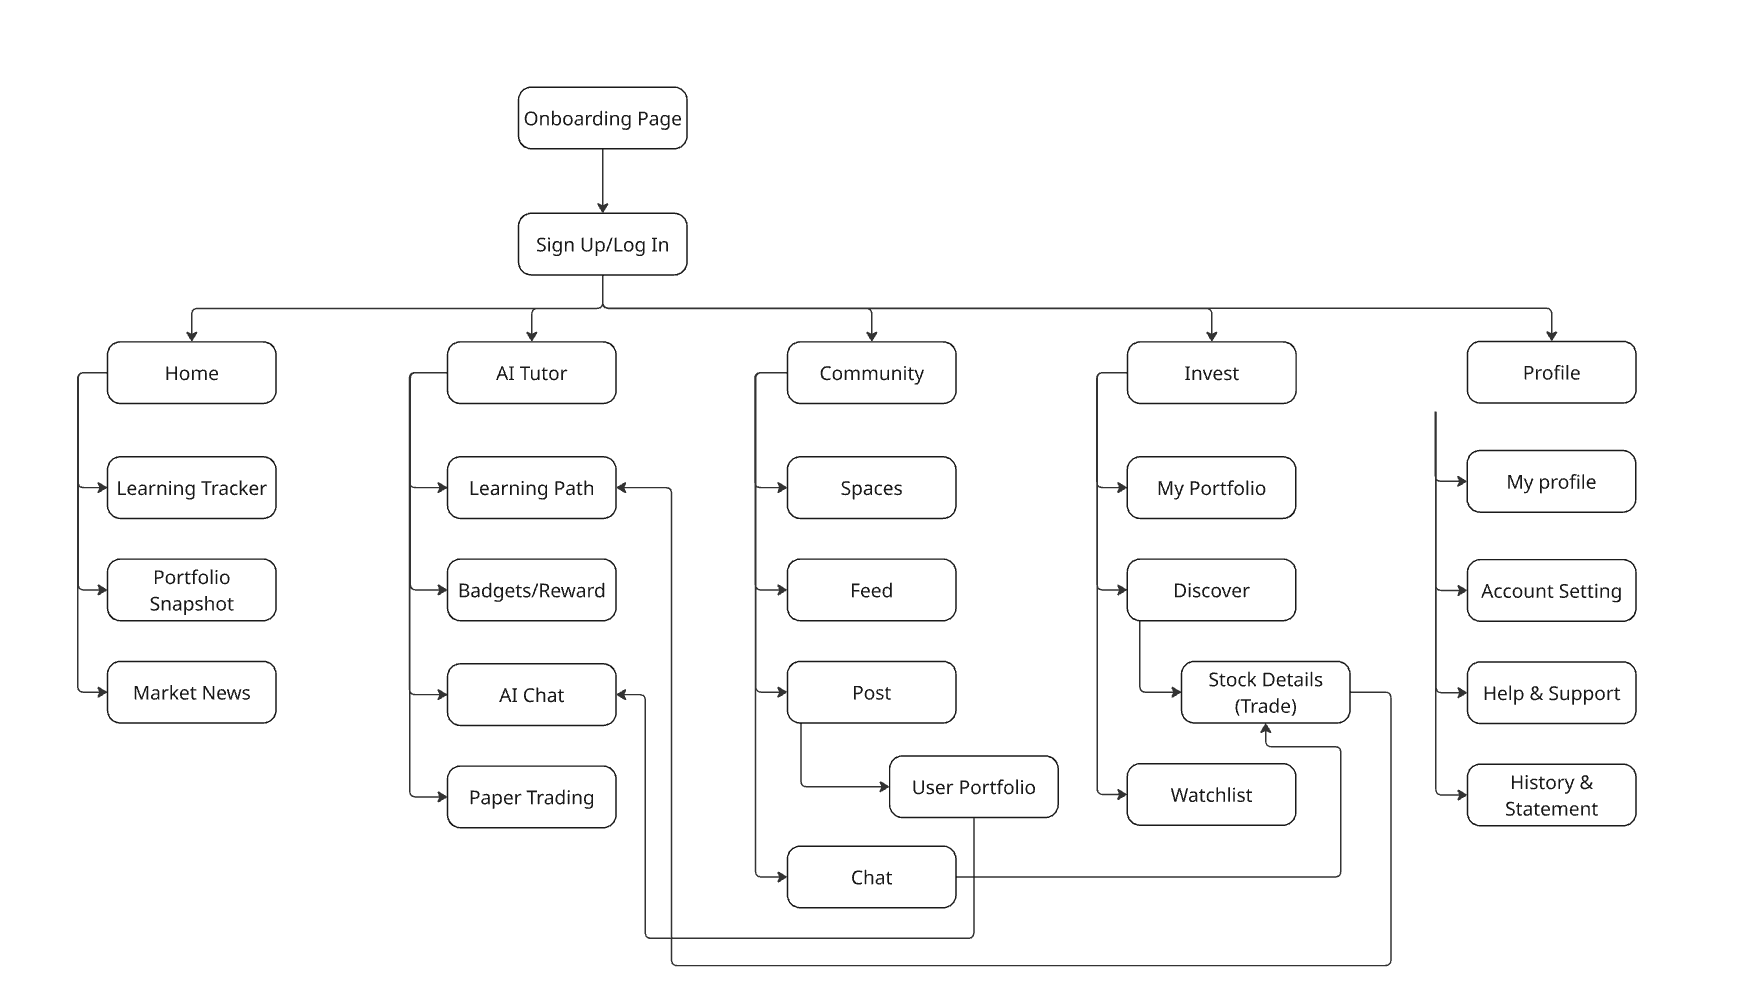 Onboarding Page
Sign Up/Log In
Home
AI Tutor
Community
Invest
Profile
Learning Tracker
Learning Path
Spaces
My Portfolio
My profile
Portfolio
Snapshot
Badgets/Reward
Feed
Discover
Account Setting
Market News
AI Chat
Post
Stock Details
(Trade)
Help & Support
Paper Trading
User Portfolio
Watchlist
History &
Statement
Chat